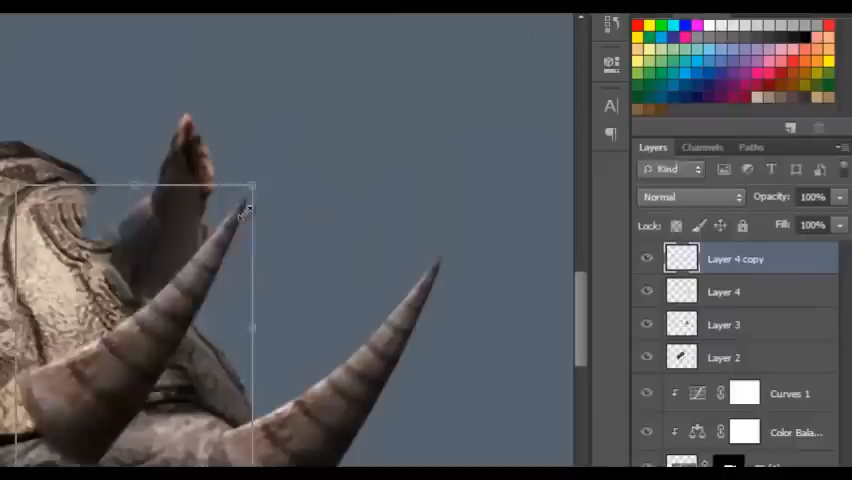 Layers Channels Paths
Kind
Normal Opacity: 100%
Lock: Fill: 100%
Layer 4 copy
Layer 4
Layer 3
Layer 2
Curves 1
Color Bala...